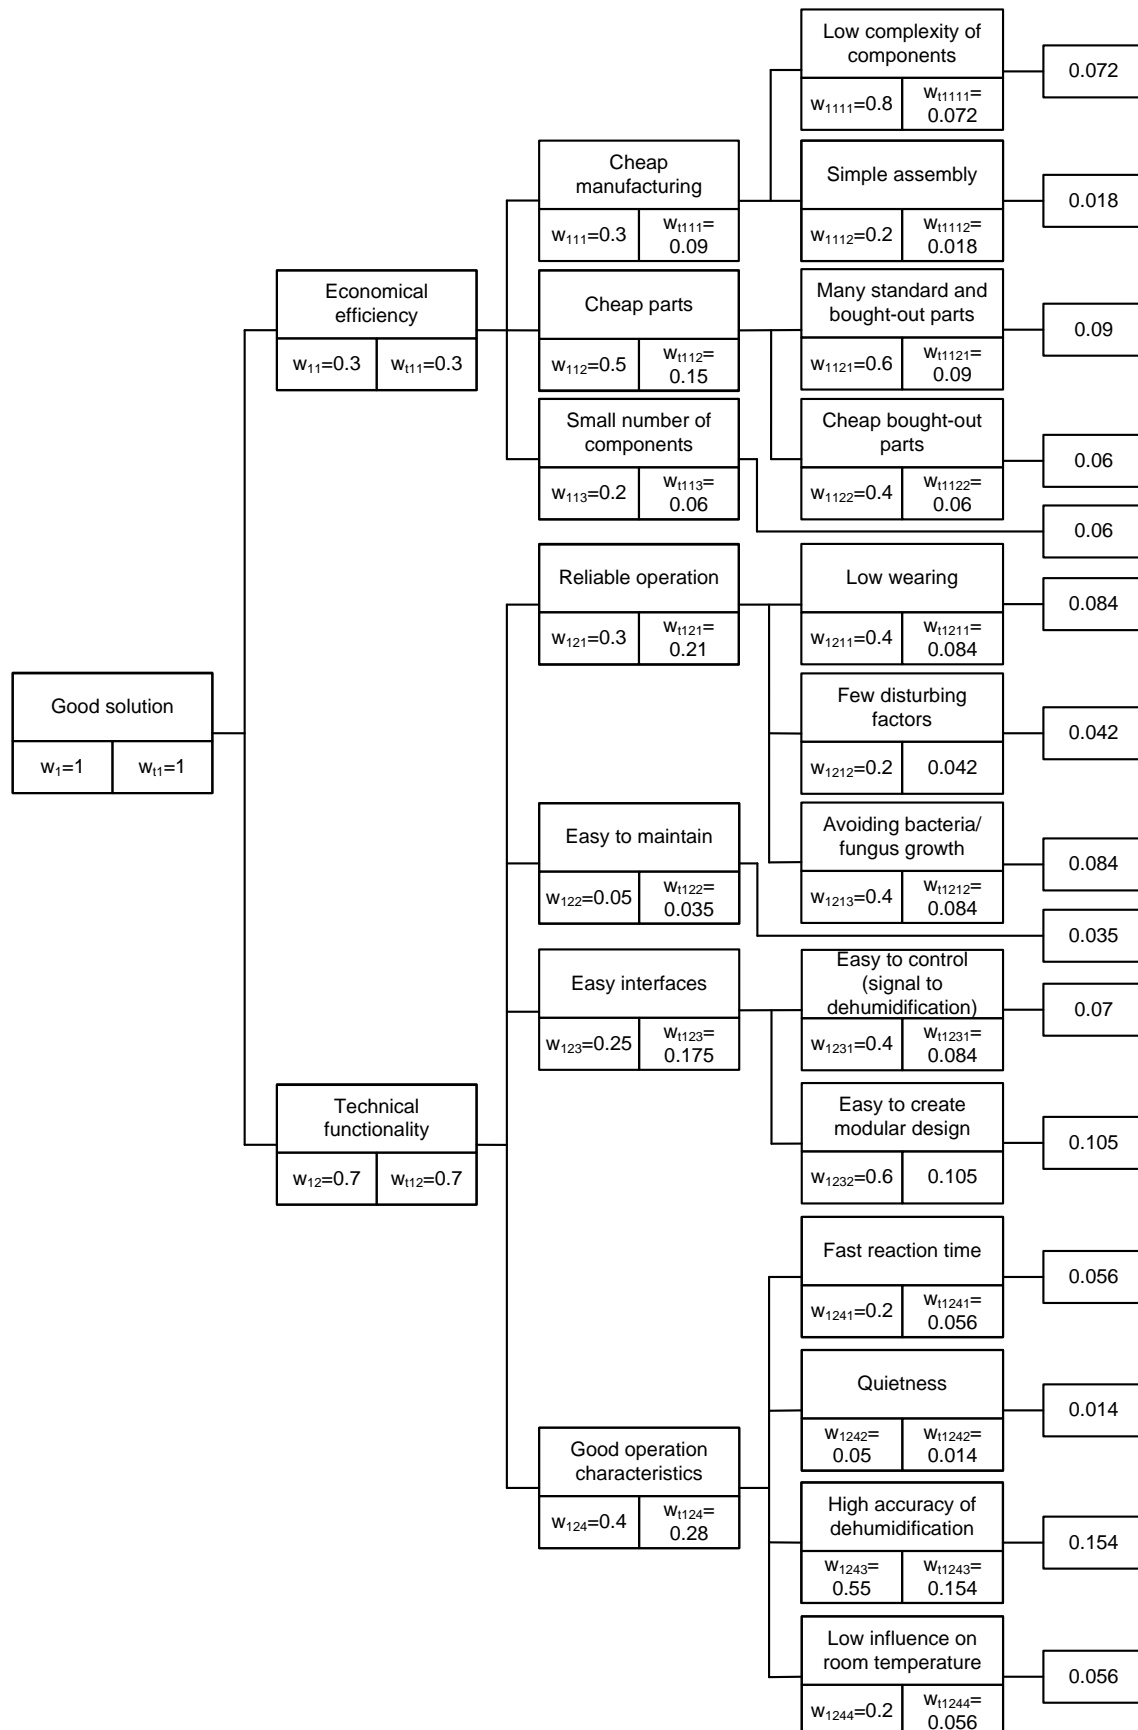 Low complexity of
components
w1111=0.8
wt1111=
0.072
0.072
Cheap
manufacturing
w111=0.3
wt111=
0.09
Simple assembly
w1112=0.2
wt1112=
0.018
0.018
Economical
efficiency
w11=0.3
wt11=0.3
Cheap parts
w112=0.5
wt112=
0.15
Many standard and
bought-out parts
w1121=0.6
wt1121=
0.09
0.09
Small number of
components
w113=0.2
wt113=
0.06
Cheap bought-out
parts
w1122=0.4
wt1122=
0.06
0.06
0.06
Reliable operation
w121=0.3
wt121=
0.21
Low wearing
w1211=0.4
wt1211=
0.084
0.084
Good solution
w1=1
wt1=1
Few disturbing
factors
w1212=0.2
0.042
0.042
Easy to maintain
w122=0.05
wt122=
0.035
Avoiding bacteria/
fungus growth
w1213=0.4
wt1212=
0.084
0.084
0.035
Easy interfaces
w123=0.25
wt123=
0.175
Easy to control
(signal to
dehumidification)
w1231=0.4
wt1231=
0.084
0.07
Technical
functionality
w12=0.7
wt12=0.7
Easy to create
modular design
w1232=0.6
0.105
0.105
Fast reaction time
w1241=0.2
wt1241=
0.056
0.056
Quietness
w1242=
0.05
wt1242=
0.014
0.014
Good operation
characteristics
w124=0.4
wt124=
0.28
High accuracy of
dehumidification
w1243=
0.55
wt1243=
0.154
0.154
Low influence on
room temperature
w1244=0.2
wt1244=
0.056
0.056